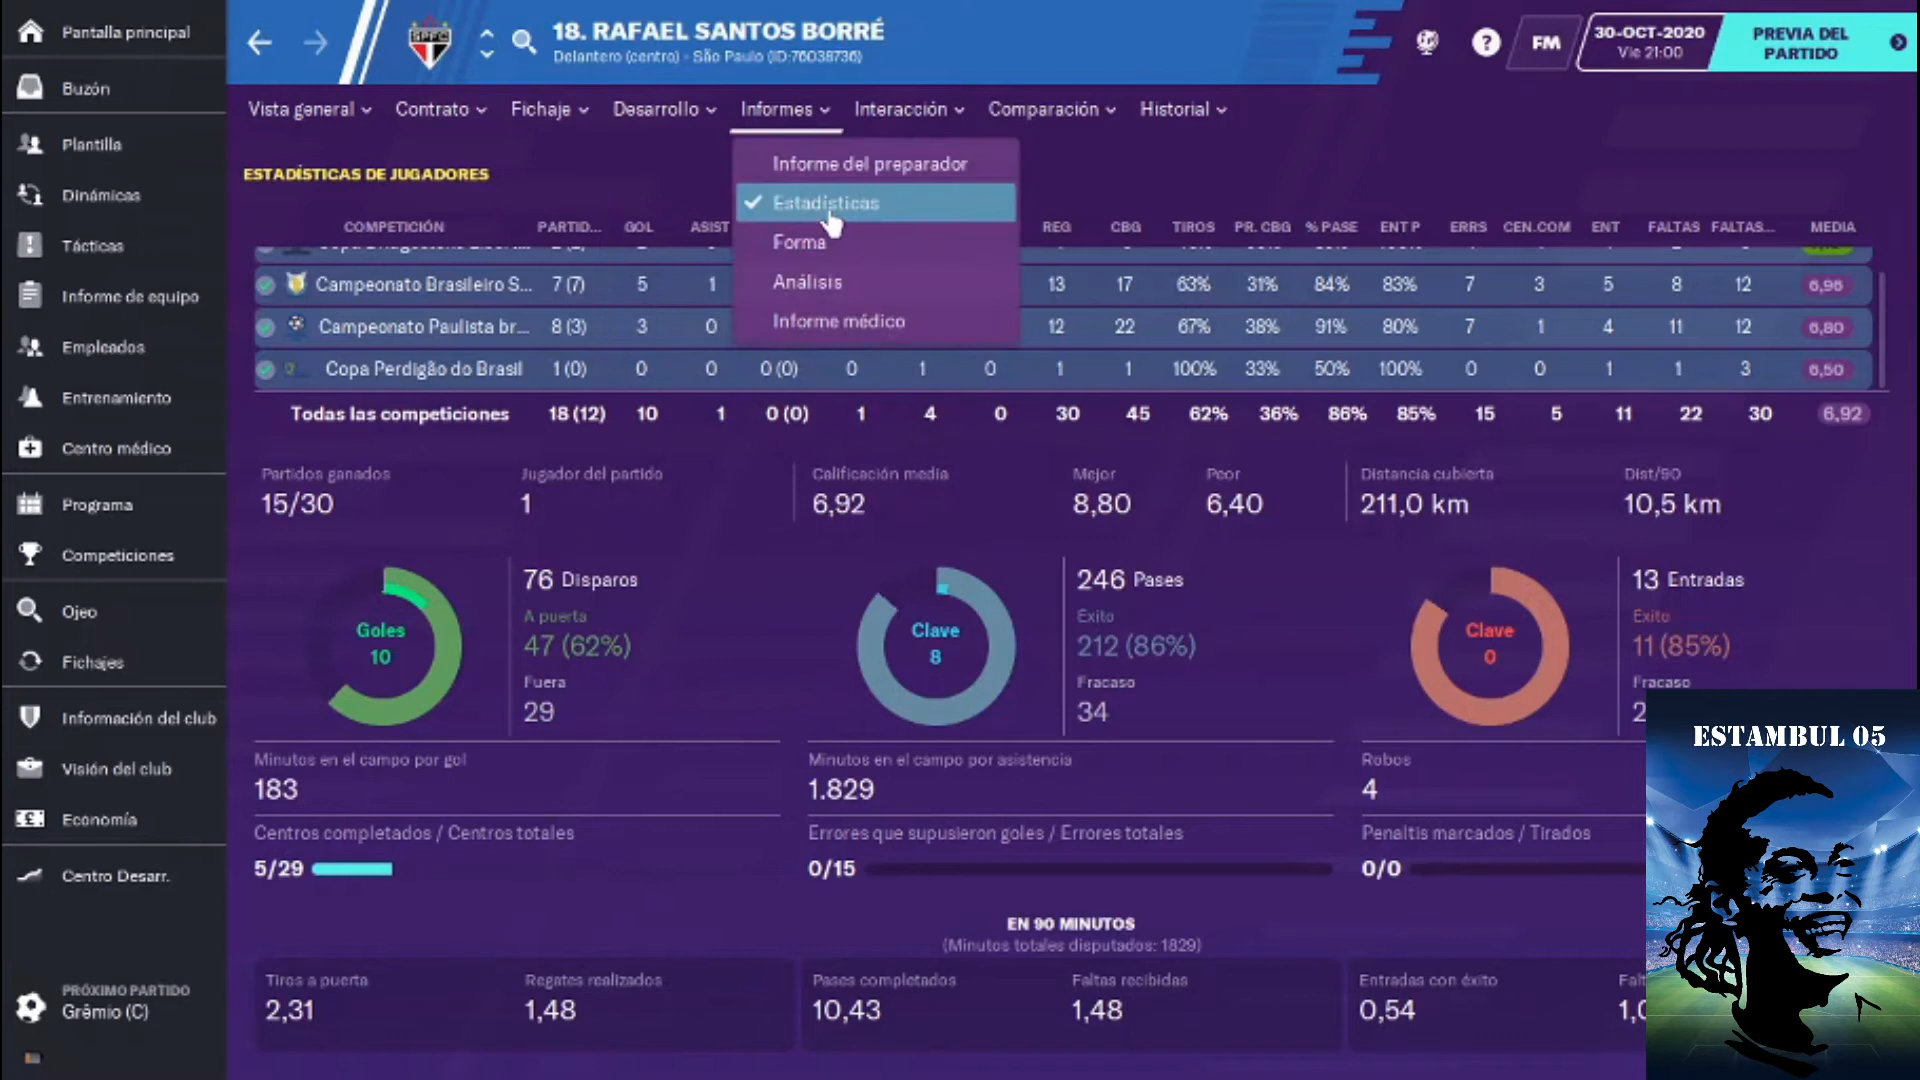 Pantalla principal
Buzón
Plantilla
Dinámicas
Tácticas
Informe de equipo
Empleados
Entrenamiento
Centro médico
Programa
Competiciones
Ojeo
Fichajes
Información del club
Visión del club
Economía
Centro Desarr.
PRÓXIMO PARTIDO
Grêmio (C)
18. RAFAEL SANTOS BORRÉ
Delantero (centro) - São Paulo (ID:76038736)
?
FM
30-OCT-2020
Vie 21:00
PREVIA DEL
PARTIDO
Vista general Contrato Fichaje Desarrollo Informes Interacción Comparación Historial
Informe del preparador
Estadísticas
Forma
Análisis
Informe médico
ESTADÍSTICAS DE JUGADORES
COMPETICIÓN PARTID... GOL ASIST REG CBG TIROS PR. CBG % PASE ENT P ERRS CEN.COM ENT FALTAS FALTAS... MEDIA
Campeonato Brasileiro S... 7 (7) 5 1 13 17 63% 31% 84% 83% 7 3 5 8 12 6,96
Campeonato Paulista br... 8 (3) 3 0 12 22 67% 38% 91% 80% 7 1 4 11 12 6,80
Copa Perdigão do Brasil 1 (0) 0 0 0 (0) 0 1 0 1 1 100% 33% 50% 100% 0 0 1 1 3 6,50
Todas las competiciones 18 (12) 10 1 0 (0) 1 4 0 30 45 62% 36% 86% 85% 15 5 11 22 30 6,92
Partidos ganados Jugador del partido Calificación media Mejor Peor Distancia cubierta Dist/90
15/30 1 6,92 8,80 6,40 211,0 km 10,5 km
Goles
10
76 Disparos
A puerta
47 (62%)
Fuera
29
Clave
8
246 Pases
Éxito
212 (86%)
Fracaso
34
Clave
0
13 Entradas
Éxito
11 (85%)
Fracaso
2
Minutos en el campo por gol
183
Minutos en el campo por asistencia
1.829
Robos
4
Centros completados / Centros totales
5/29
Errores que supusieron goles / Errores totales
0/15
Penaltis marcados / Tirados
0/0
EN 90 MINUTOS
(Minutos totales disputados: 1829)
Tiros a puerta
2,31
Regates realizados
1,48
Pases completados
10,43
Faltas recibidas
1,48
Entradas con éxito
0,54
ESTAMBUL 05